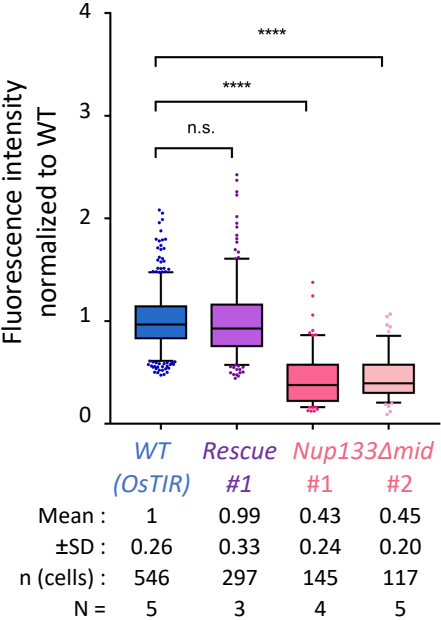 Fluorescence intensity
normalized to WT
4
3
2
1
0
****
****
n.s.
WT Rescue Nup133Δmid
(OsTIR) #1 #1 #2
Mean : 1 0.99 0.43 0.45
±SD : 0.26 0.33 0.24 0.20
n (cells) : 546 297 145 117
N = 5 3 4 5